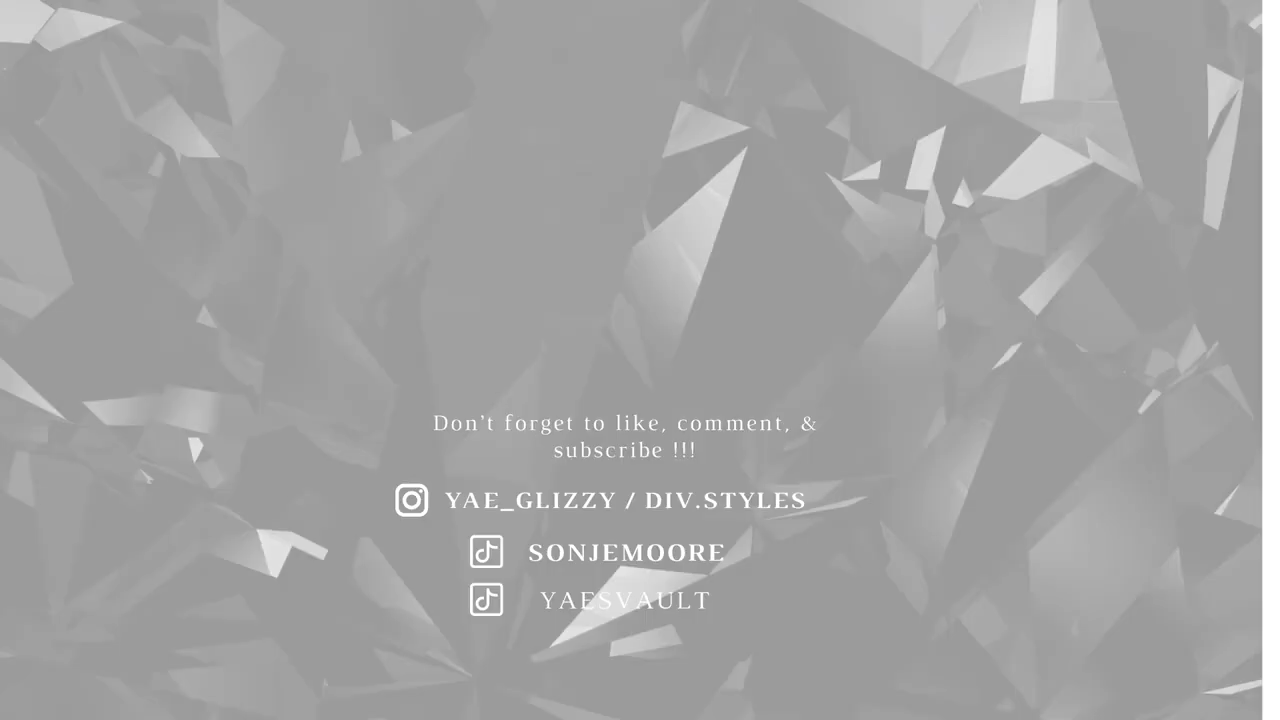 Don't forget to like, comment, &
subscribe !!!
YAE_GLIZZY / DIV.STYLES
SONJEMOORE
YAESVAULT